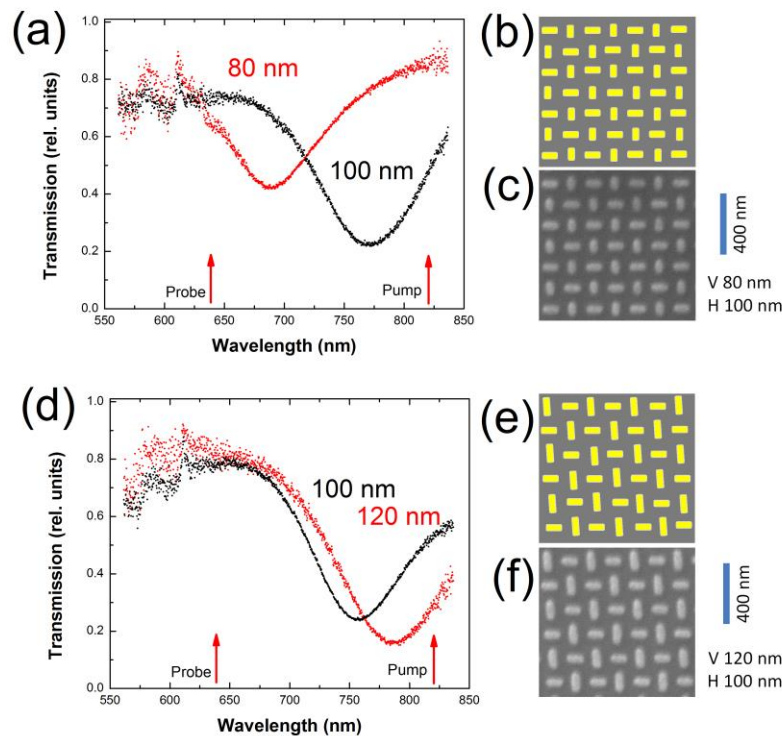 (a)
1.0
0.8
0.6
0.4
0.2
0.0
Transmission (rel. units)
80 nm
100 nm
Probe
Pump
550 600 650 700 750 800 850
Wavelength (nm)
(b)
(c)
400 nm
V 80 nm
H 100 nm
(d)
1.0
0.8
0.6
0.4
0.2
0.0
Transmission (rel. units)
100 nm
120 nm
Probe
Pump
550 600 650 700 750 800 850
Wavelength (nm)
(e)
(f)
400 nm
V 120 nm
H 100 nm